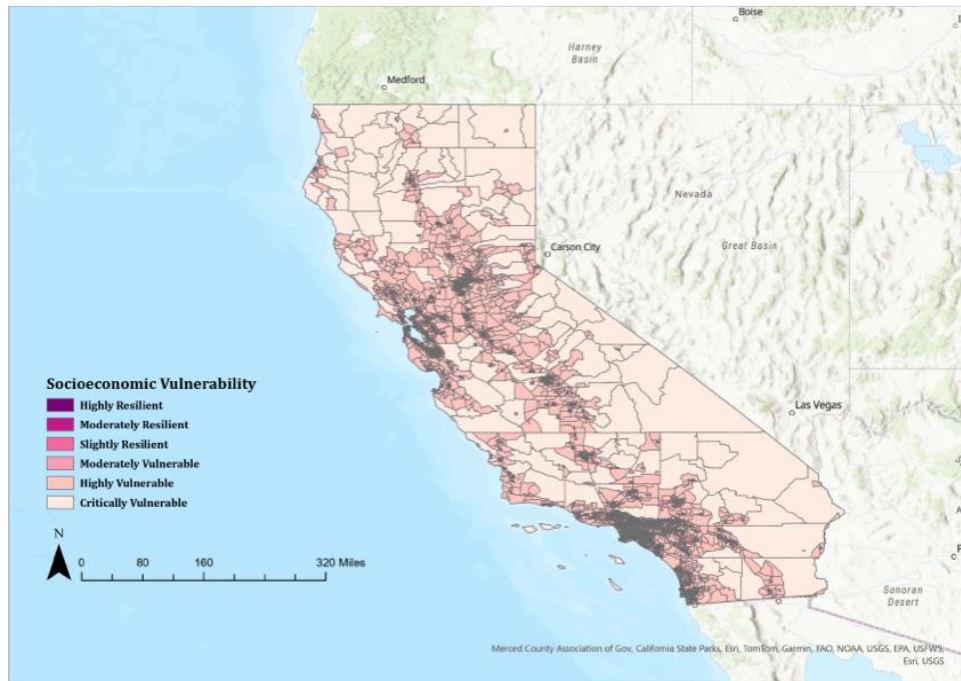 Boise
Harney
Basin
Medford
Nevada
Great Basin
Carson City
Las Vegas
Socioeconomic Vulnerability
Highly Resilient
Moderately Resilient
Slightly Resilient
Moderately Vulnerable
Highly Vulnerable
Critically Vulnerable
N
0 80 160 320 Miles
Sonoran
Desert
Merced County Association of Gov, California State Parks, Esri, TomTom, Garmin, FAO, NOAA, USGS, EPA, USFWS,
Esri, USGS